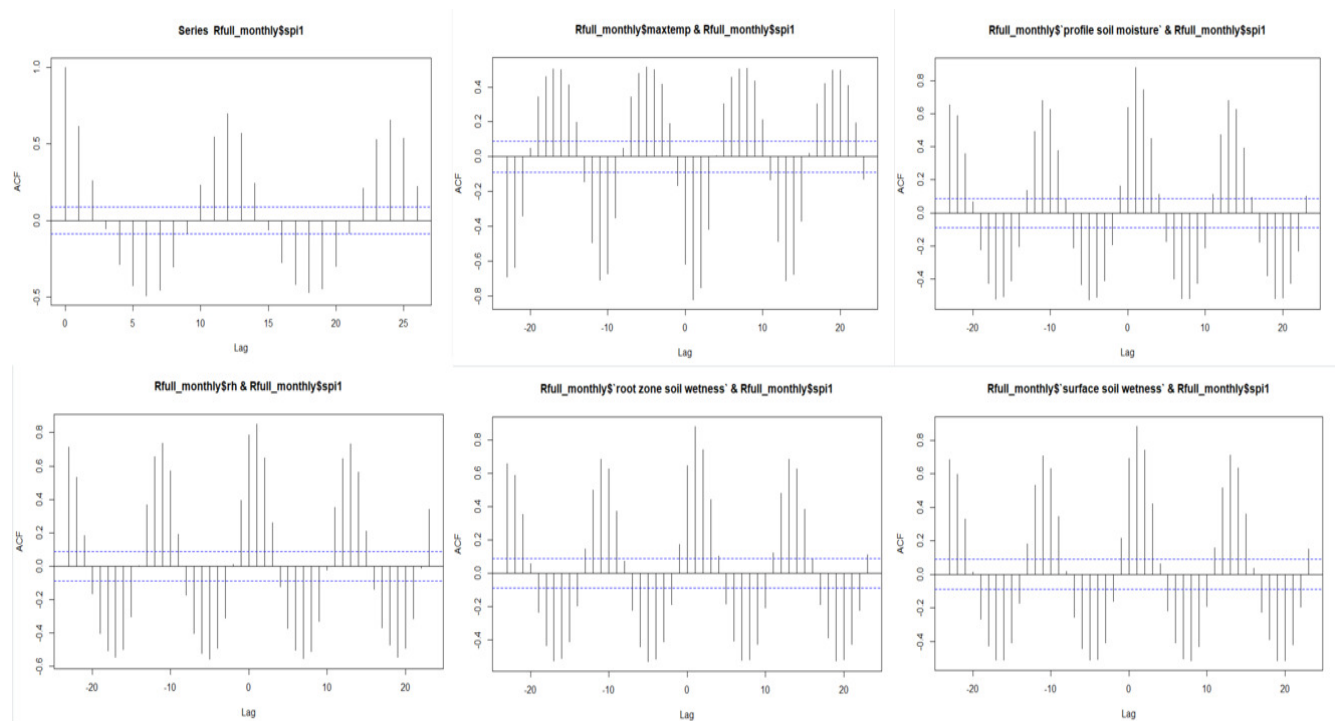 Series Rfull_monthly$spi1
ACF
1.0
0.5
0.0
-0.5
0 5 10 15 20 25
Lag
Rfull_monthly$maxtemp & Rfull_monthly$spi1
ACF
0.4
0.2
0.0
-0.2
-0.4
-0.6
-0.8
-20 -10 0 10 20
Lag
Rfull_monthly$`profile soil moisture` & Rfull_monthly$spi1
ACF
0.8
0.6
0.4
0.2
0.0
-0.2
-0.4
-20 -10 0 10 20
Lag
Rfull_monthly$rh & Rfull_monthly$spi1
ACF
0.8
0.6
0.4
0.2
0.0
-0.2
-0.4
-0.6
-20 -10 0 10 20
Lag
Rfull_monthly$`root zone soil wetness` & Rfull_monthly$spi1
ACF
0.8
0.6
0.4
0.2
0.0
-0.2
-0.4
-20 -10 0 10 20
Lag
Rfull_monthly$`surface soil wetness` & Rfull_monthly$spi1
ACF
0.8
0.6
0.4
0.2
0.0
-0.2
-0.4
-20 -10 0 10 20
Lag